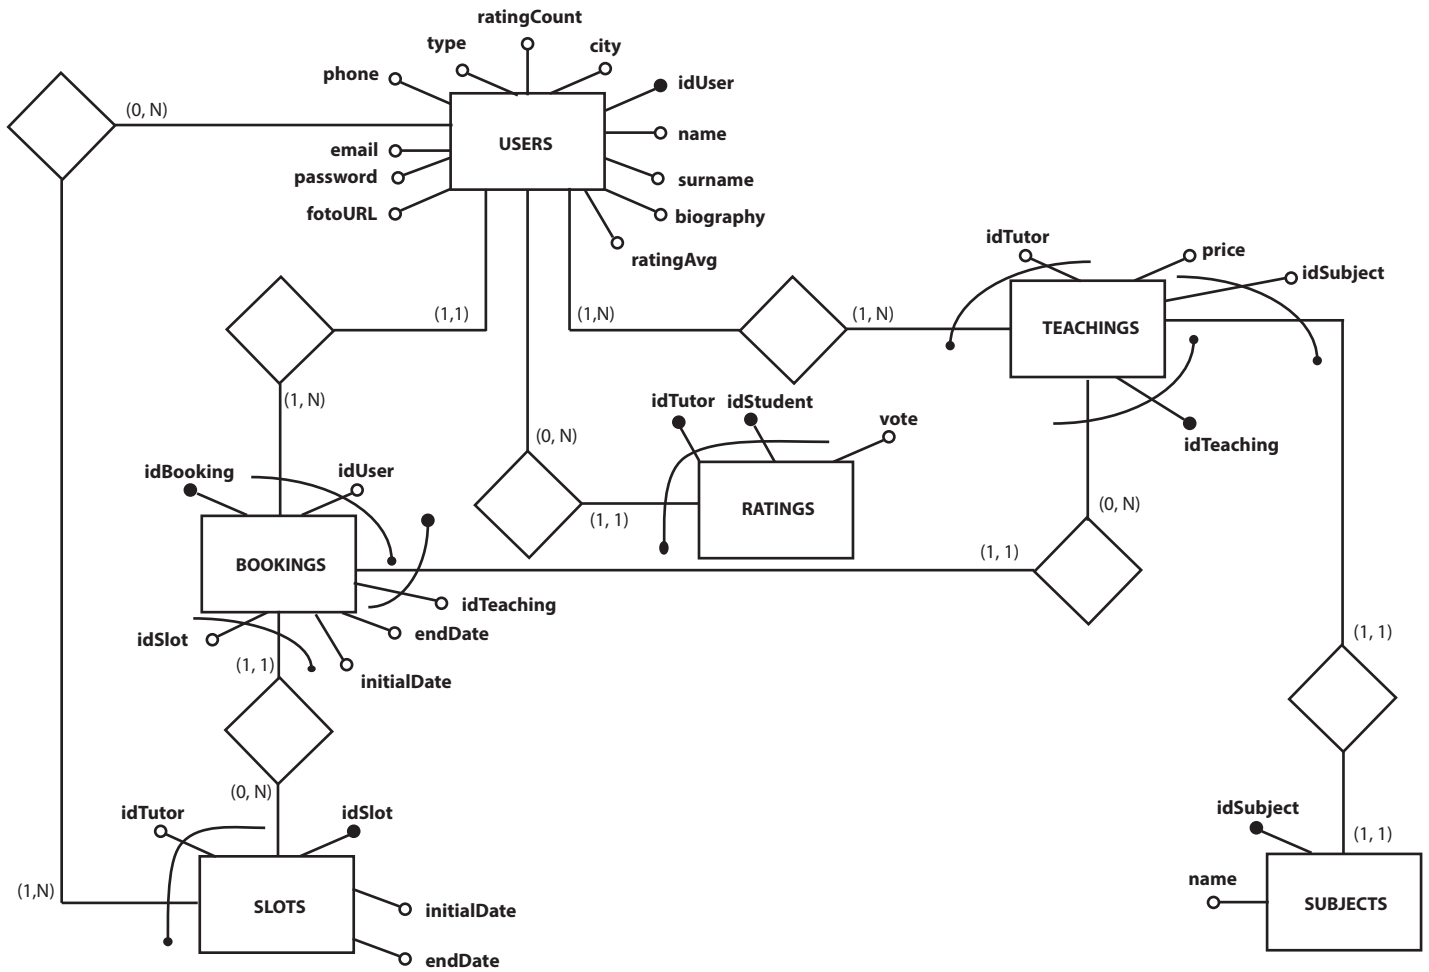 ratingCount
type
city
phone
idUser
(0, N)
name
USERS
email
password
surname
fotoURL
biography
ratingAvg
idTutor
price
idSubject
(1,1)
(1,N)
(1, N)
TEACHINGS
(1, N)
idTutor
idStudent
vote
(0, N)
idTeaching
idBooking
idUser
(1, 1)
RATINGS
(0, N)
BOOKINGS
(1, 1)
idTeaching
endDate
idSlot
(1, 1)
initialDate
(1, 1)
(0, N)
idTutor
idSlot
idSubject
(1, 1)
name
(1,N)
SLOTS
initialDate
SUBJECTS
endDate